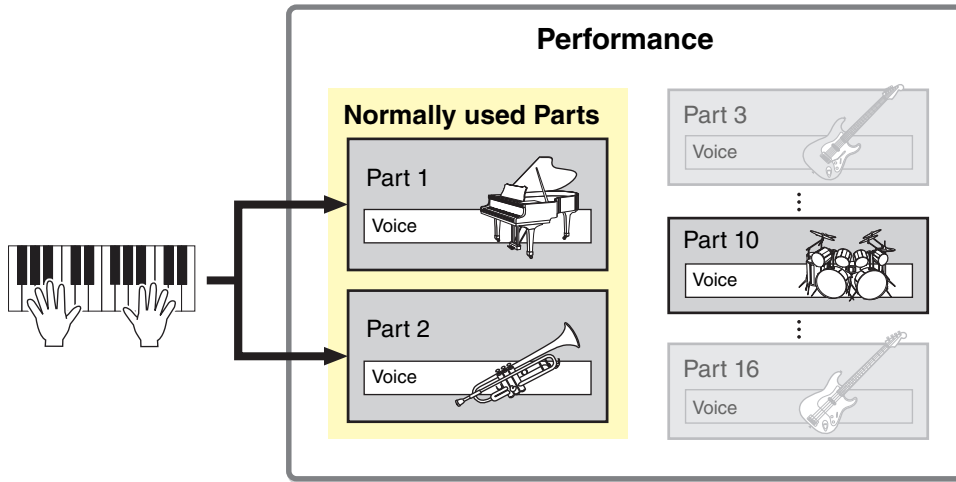 Performance
Normally used Parts
Part 1
Voice
Part 2
Voice
Part 3
Voice
Part 10
Voice
Part 16
Voice